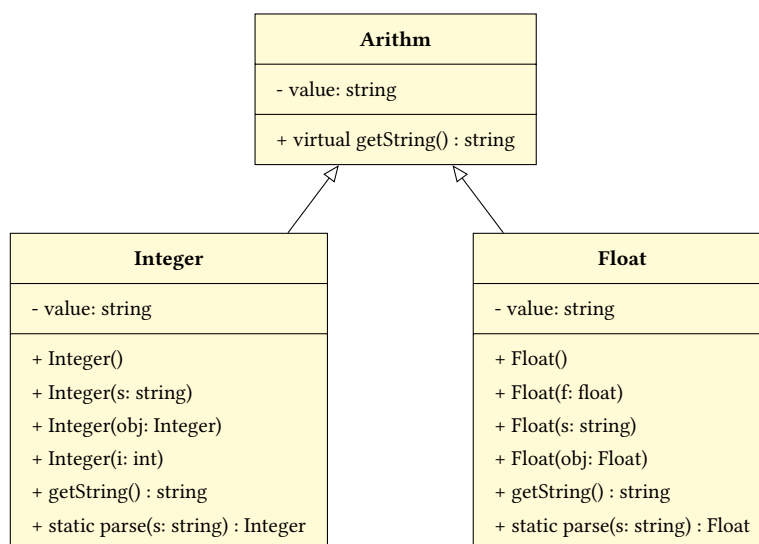 Arithm
- value: string
+ virtual getString() : string
Integer
- value: string
+ Integer()
+ Integer(s: string)
+ Integer(obj: Integer)
+ Integer(i: int)
+ getString() : string
+ static parse(s: string) : Integer
Float
- value: string
+ Float()
+ Float(f: float)
+ Float(s: string)
+ Float(obj: Float)
+ getString() : string
+ static parse(s: string) : Float